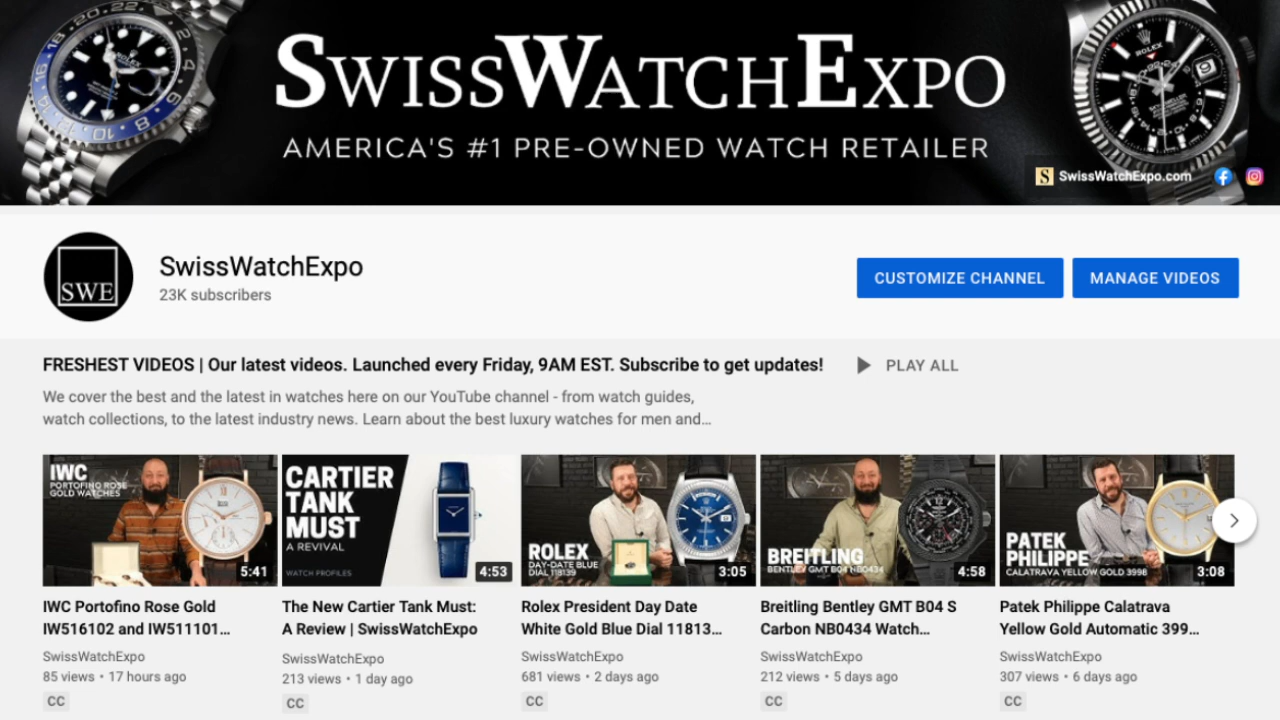 SWISSWATCHEXPO
AMERICA'S #1 PRE-OWNED WATCH RETAILER
SwissWatchExpo.com
SWE
SwissWatchExpo
23K subscribers
CUSTOMIZE CHANNEL
MANAGE VIDEOS
FRESHEST VIDEOS | Our latest videos. Launched every Friday, 9AM EST. Subscribe to get updates!
PLAY ALL
We cover the best and the latest in watches here on our YouTube channel - from watch guides,
watch collections, to the latest industry news. Learn about the best luxury watches for men and...
IWC
PORTOFINO ROSE
GOLD WATCHES
5:41
IWC Portofino Rose Gold
IW516102 and IW511101...
SwissWatchExpo
85 views • 17 hours ago
CC
CARTIER
TANK
MUST
A REVIVAL
WATCH PROFILES
4:53
The New Cartier Tank Must:
A Review | SwissWatchExpo
SwissWatchExpo
213 views • 1 day ago
CC
ROLEX
DAY-DATE BLUE
DIAL 118139
3:05
Rolex President Day Date
White Gold Blue Dial 11813...
SwissWatchExpo
681 views • 2 days ago
CC
BREITLING
BENTLEY GMT B04 NB0434
4:58
Breitling Bentley GMT B04 S
Carbon NB0434 Watch...
SwissWatchExpo
212 views • 5 days ago
CC
PATEK
PHILIPPE
CALATRAVA YELLOW GOLD 3998
3:08
Patek Philippe Calatrava
Yellow Gold Automatic 399...
SwissWatchExpo
307 views • 6 days ago
CC